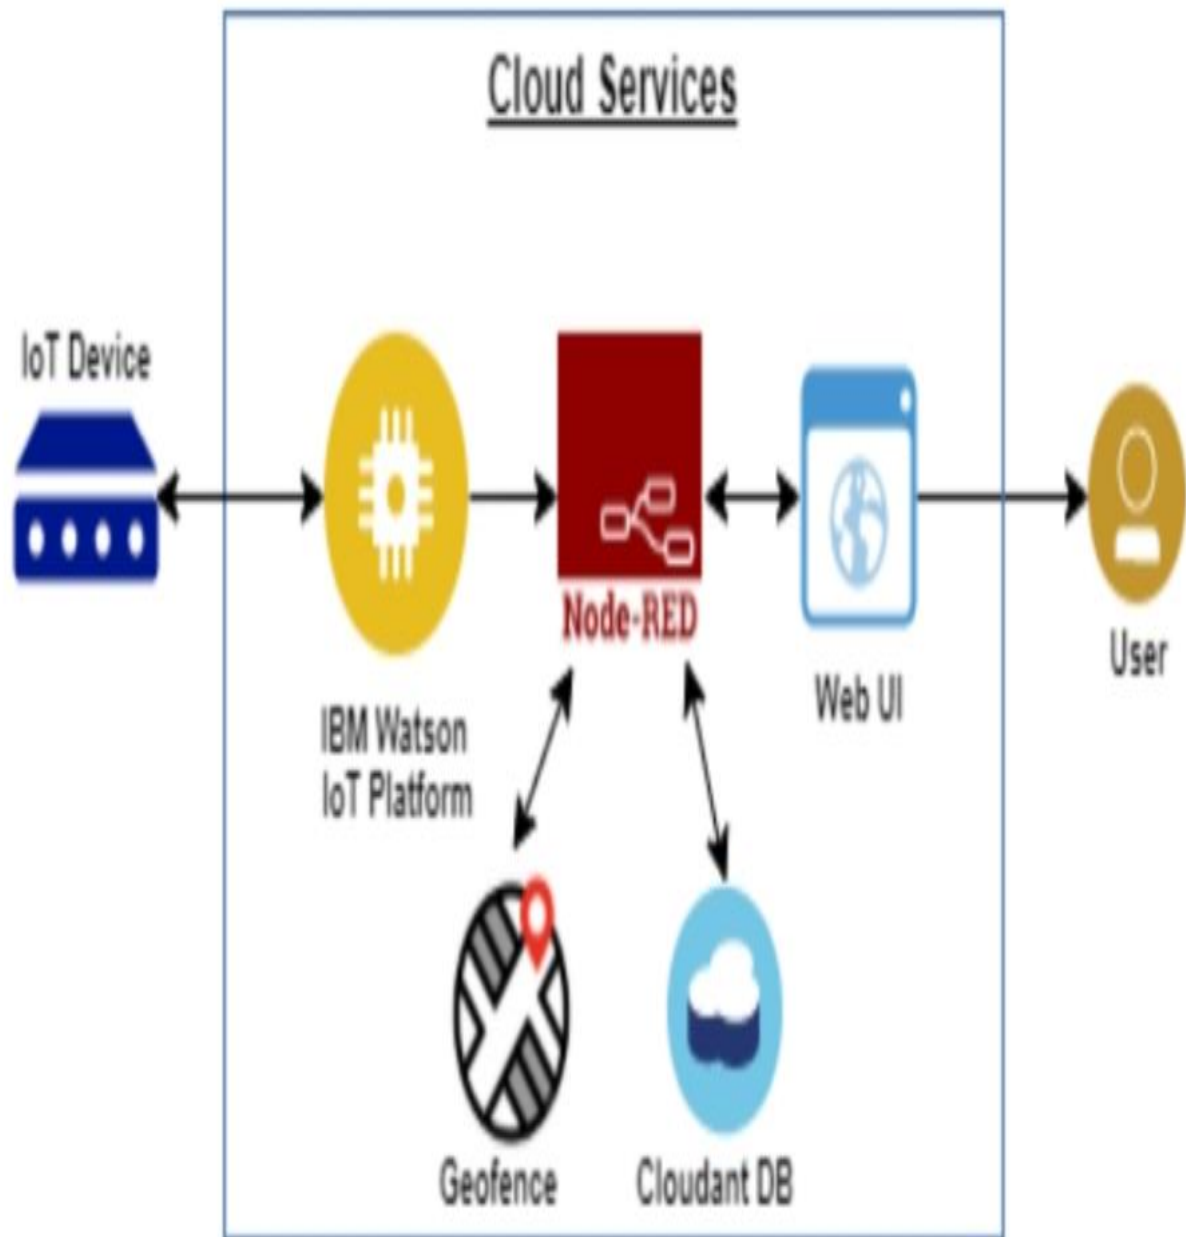 Cloud Services
IoT Device
Node-RED
User
Web UI
IBM Watson
IoT Platform
Geofence
Cloudant DB